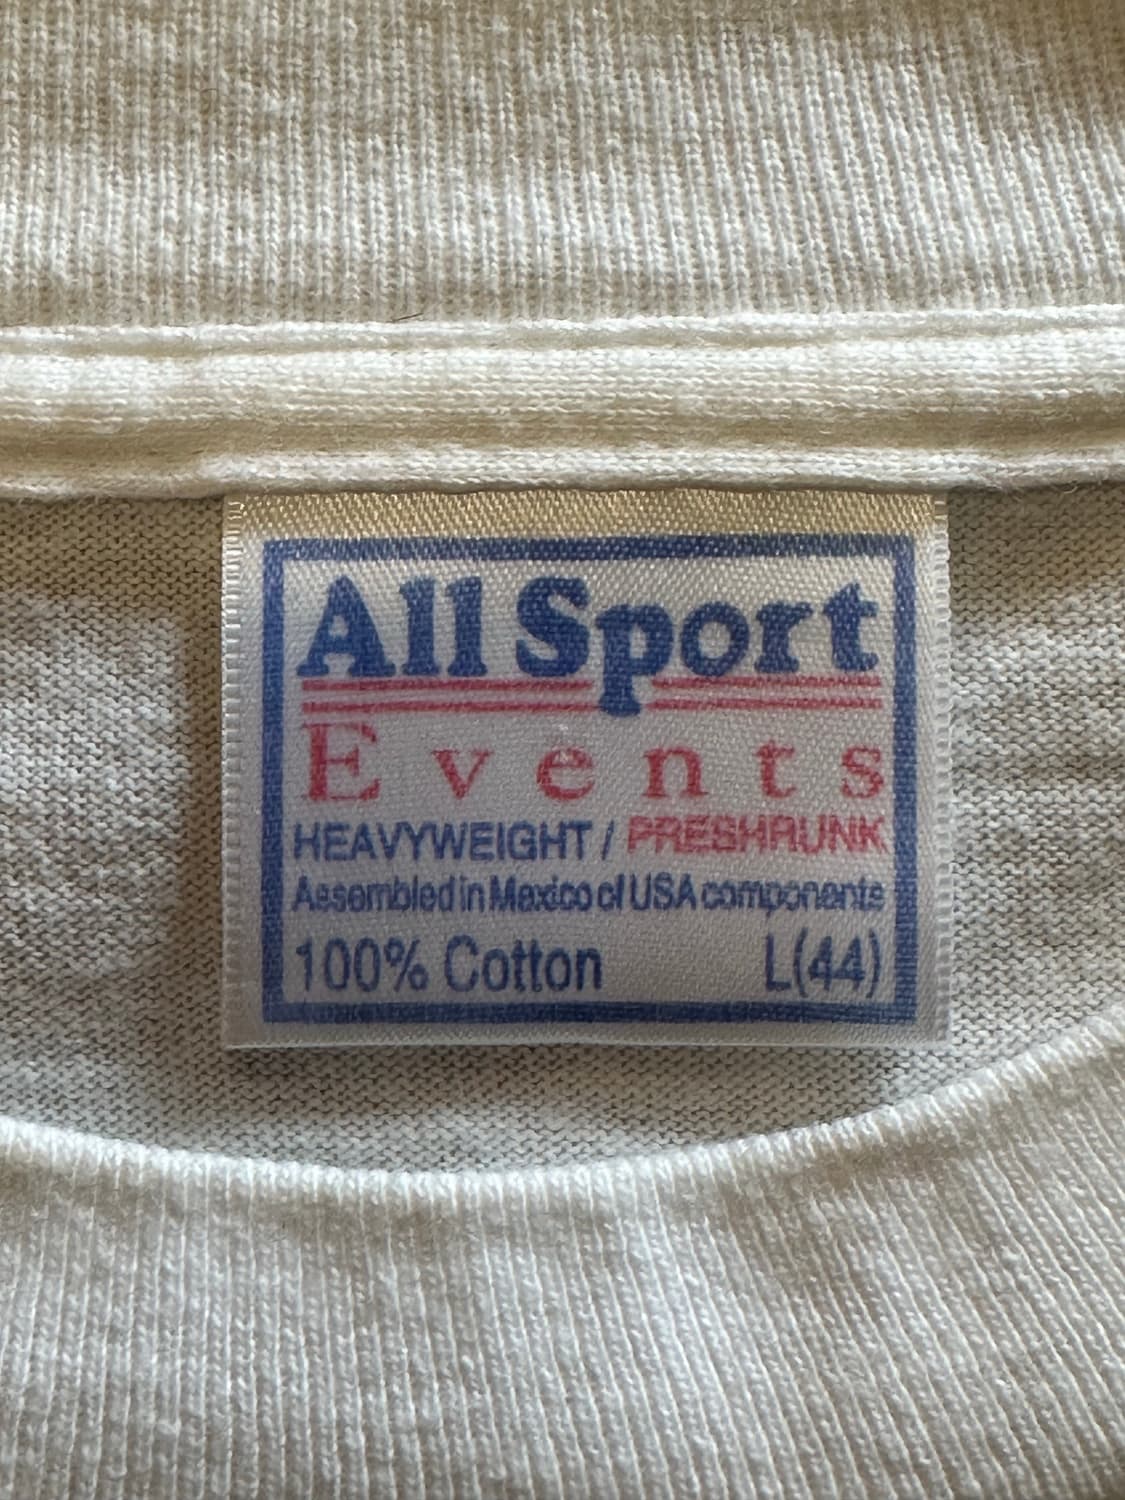 All Sport
Events
HEAVYWEIGHT / PRESHRUNK
Assembled in Mexico of USA components
100% Cotton L(44)